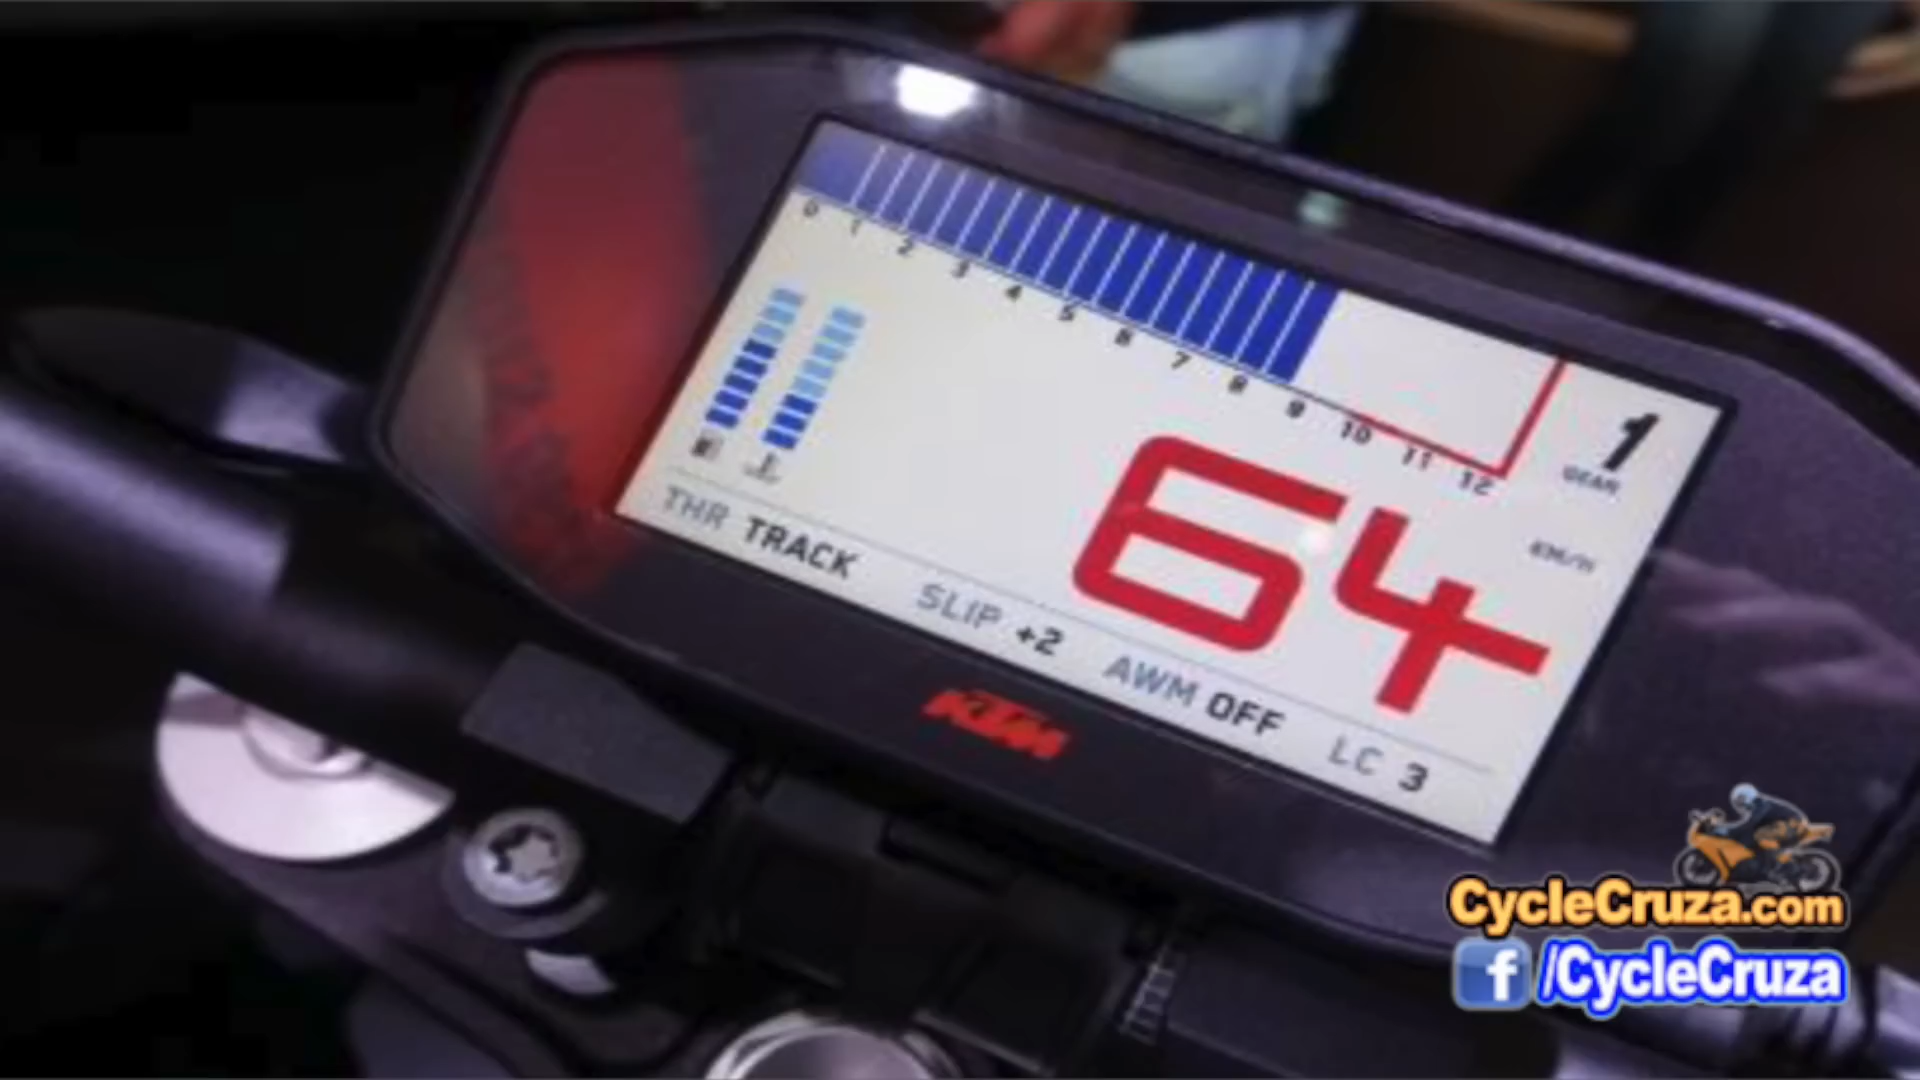 0 1 2 3 4 5 6 7 8 9 10 11 12
1
GEAR
64
km/h
THR TRACK SLIP +2 AWM OFF LC 3
KTM
CycleCruza.com
f /CycleCruza